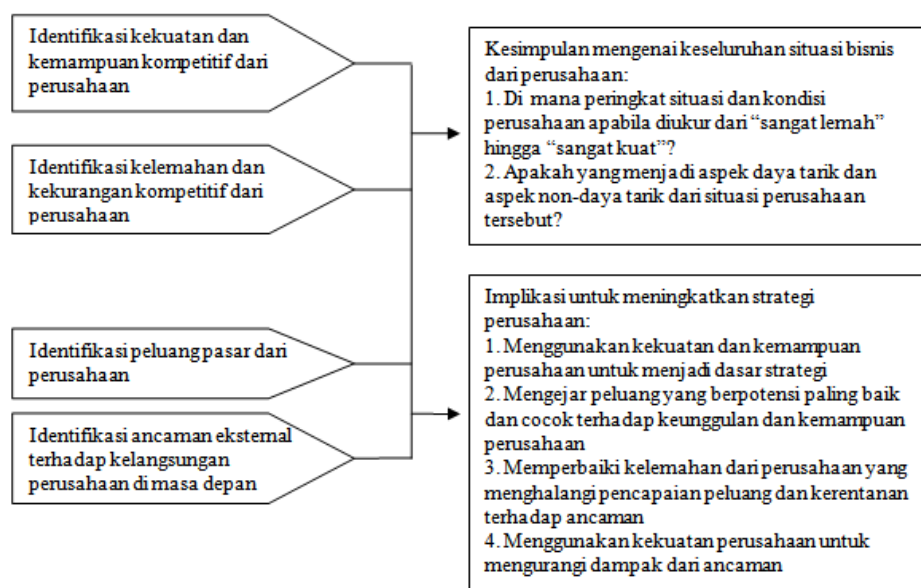 Identifikasi kekuatan dan
kemampuan kompetitif dari
perusahaan
Identifikasi kelemahan dan
kekurangan kompetitif dari
perusahaan
Identifikasi peluang pasar dari
perusahaan
Identifikasi ancaman eksternal
terhadap kelangsungan
perusahaan di masa depan
Kesimpulan mengenai keseluruhan situasi bisnis
dari perusahaan:
1. Di mana peringkat situasi dan kondisi
perusahaan apabila diukur dari “sangat lemah”
hingga “sangat kuat”?
2. Apakah yang menjadi aspek daya tarik dan
aspek non-daya tarik dari situasi perusahaan
tersebut?
Implikasi untuk meningkatkan strategi
perusahaan:
1. Menggunakan kekuatan dan kemampuan
perusahaan untuk menjadi dasar strategi
2. Mengejar peluang yang berpotensi paling baik
dan cocok terhadap keunggulan dan kemampuan
perusahaan
3. Memperbaiki kelemahan dari perusahaan yang
menghalangi pencapaian peluang dan kerentanan
terhadap ancaman
4. Menggunakan kekuatan perusahaan untuk
mengurangi dampak dari ancaman